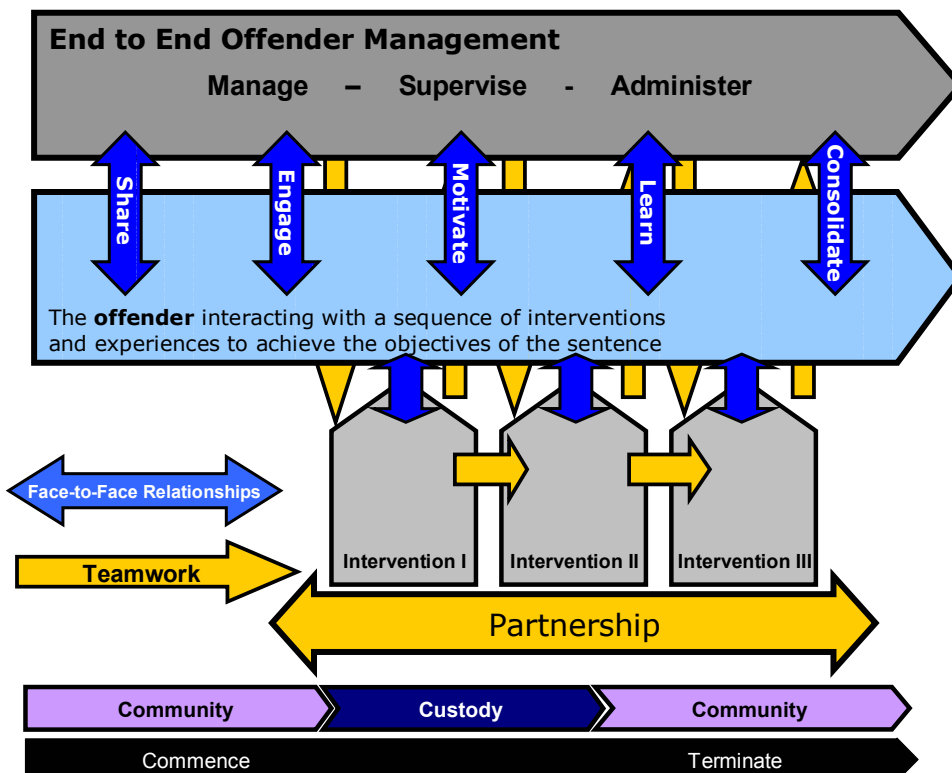 End to End Offender Management
Manage – Supervise - Administer
Share
Engage
Motivate
Learn
Consolidate
The offender interacting with a sequence of interventions
and experiences to achieve the objectives of the sentence
Face-to-Face Relationships
Teamwork
Intervention I
Intervention II
Intervention III
Partnership
Community
Custody
Community
Commence
Terminate